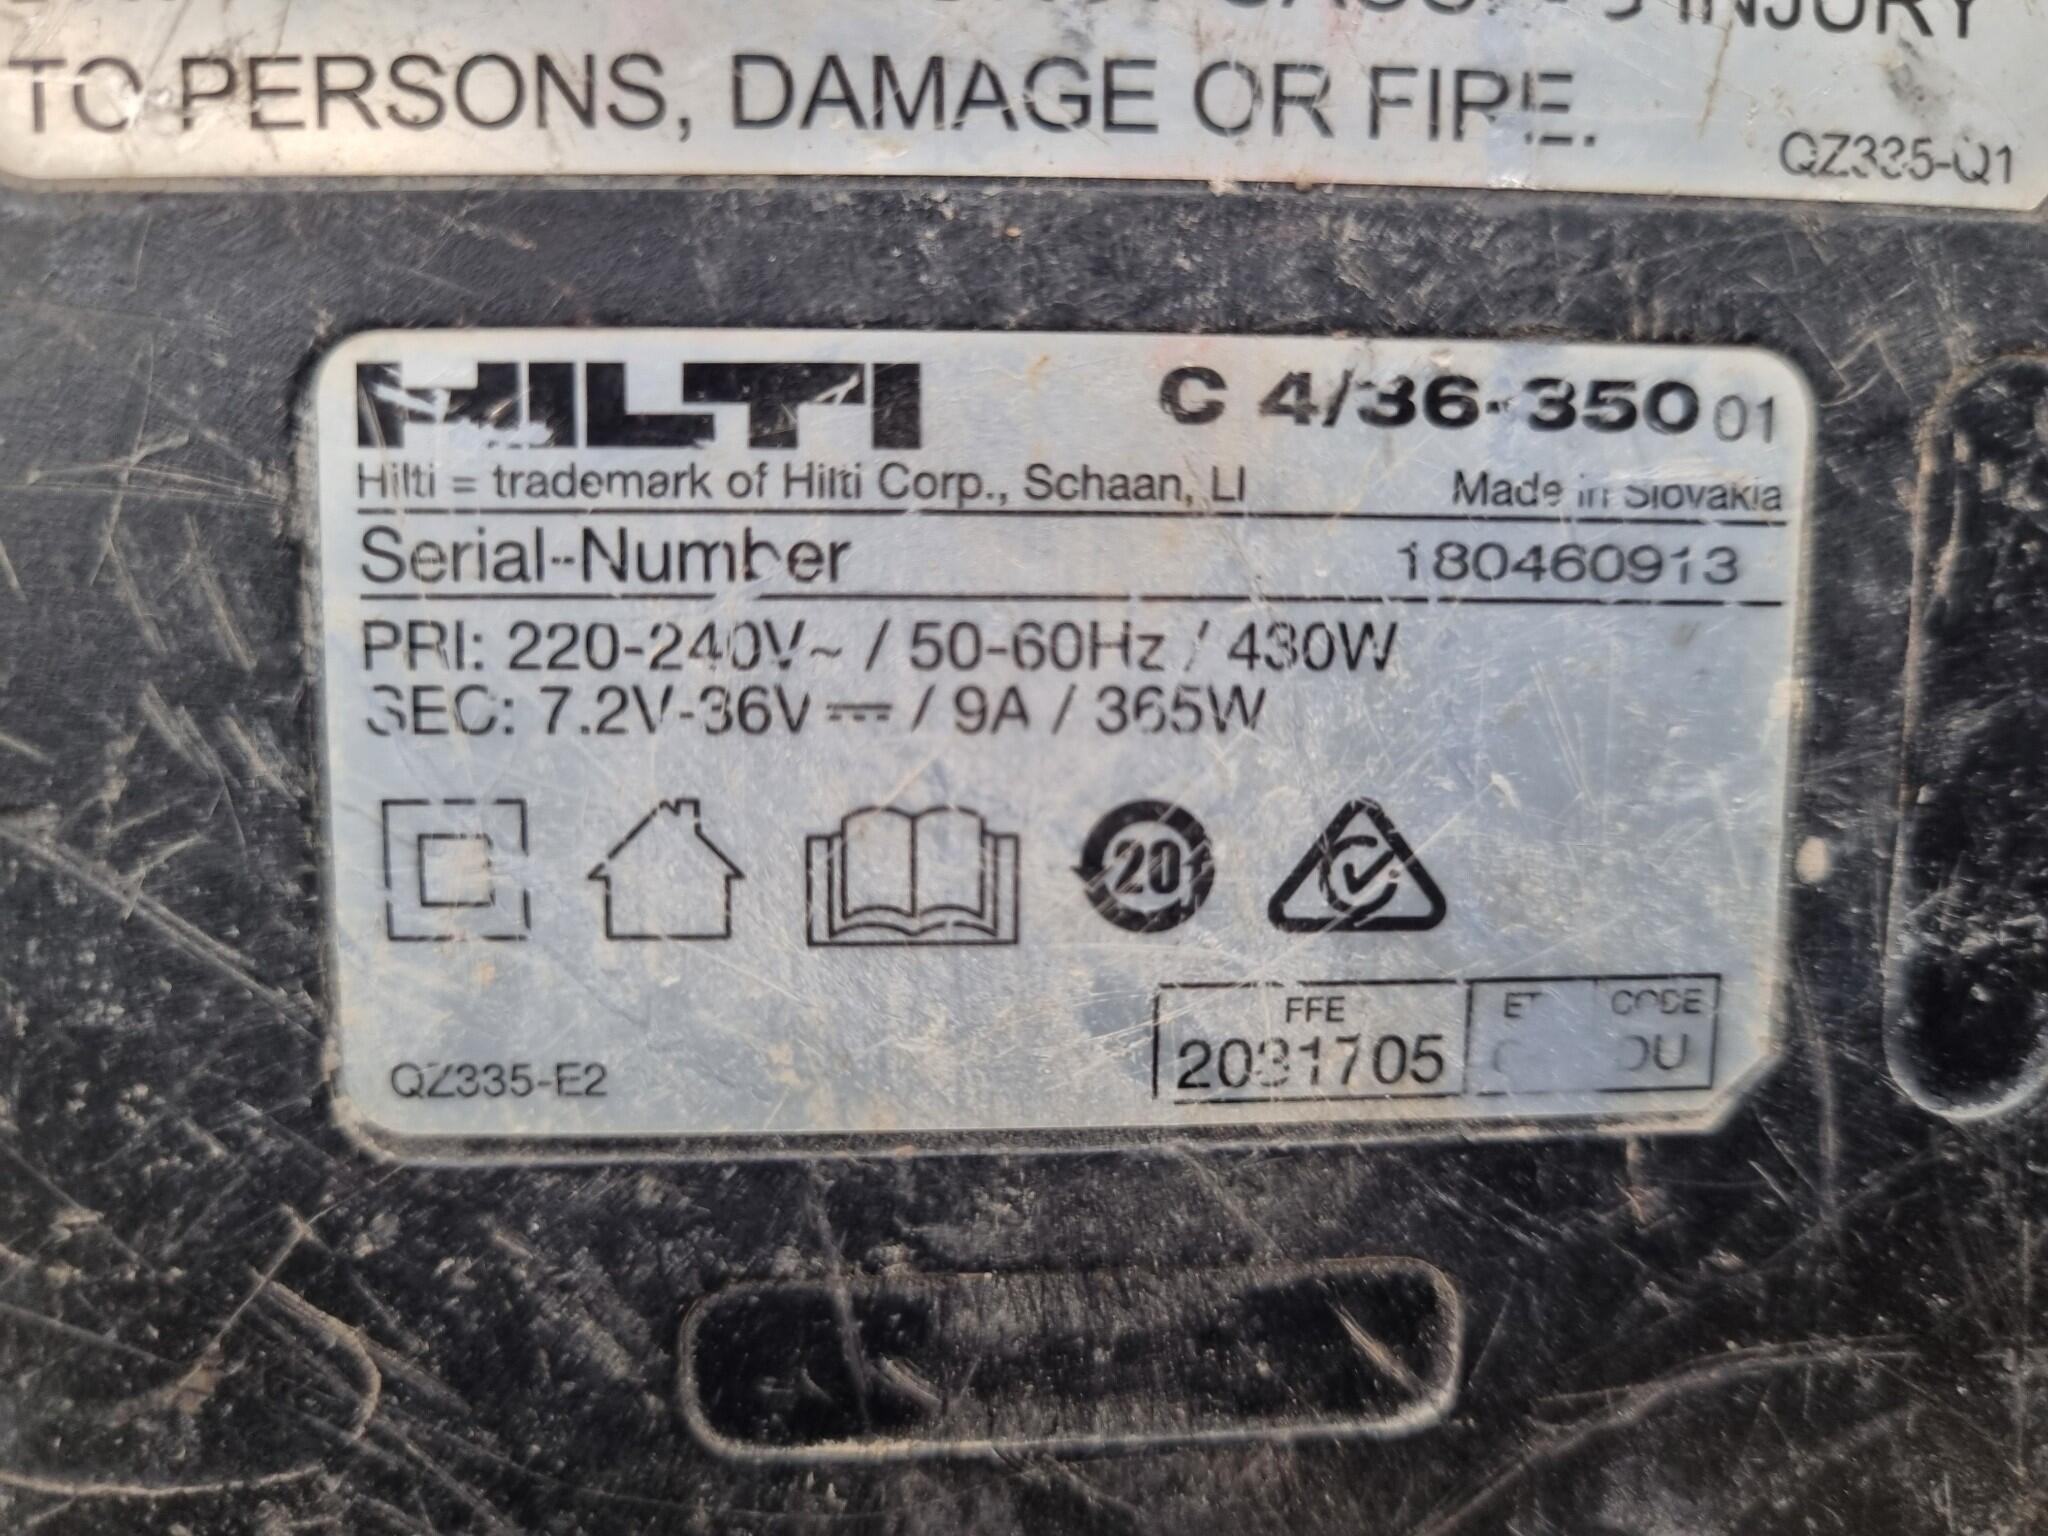 INJURY
TO PERSONS, DAMAGE OR FIRE.
QZ335-Q1
HILTI C 4/36-350 01
Hilti = trademark of Hilti Corp., Schaan, LI Made in Slovakia
Serial-Number 180460913
PRI: 220-240V~ / 50-60Hz / 430W
SEC: 7.2V-36V ⎓ / 9A / 365W
20
FFE CODE
2031705
QZ335-E2